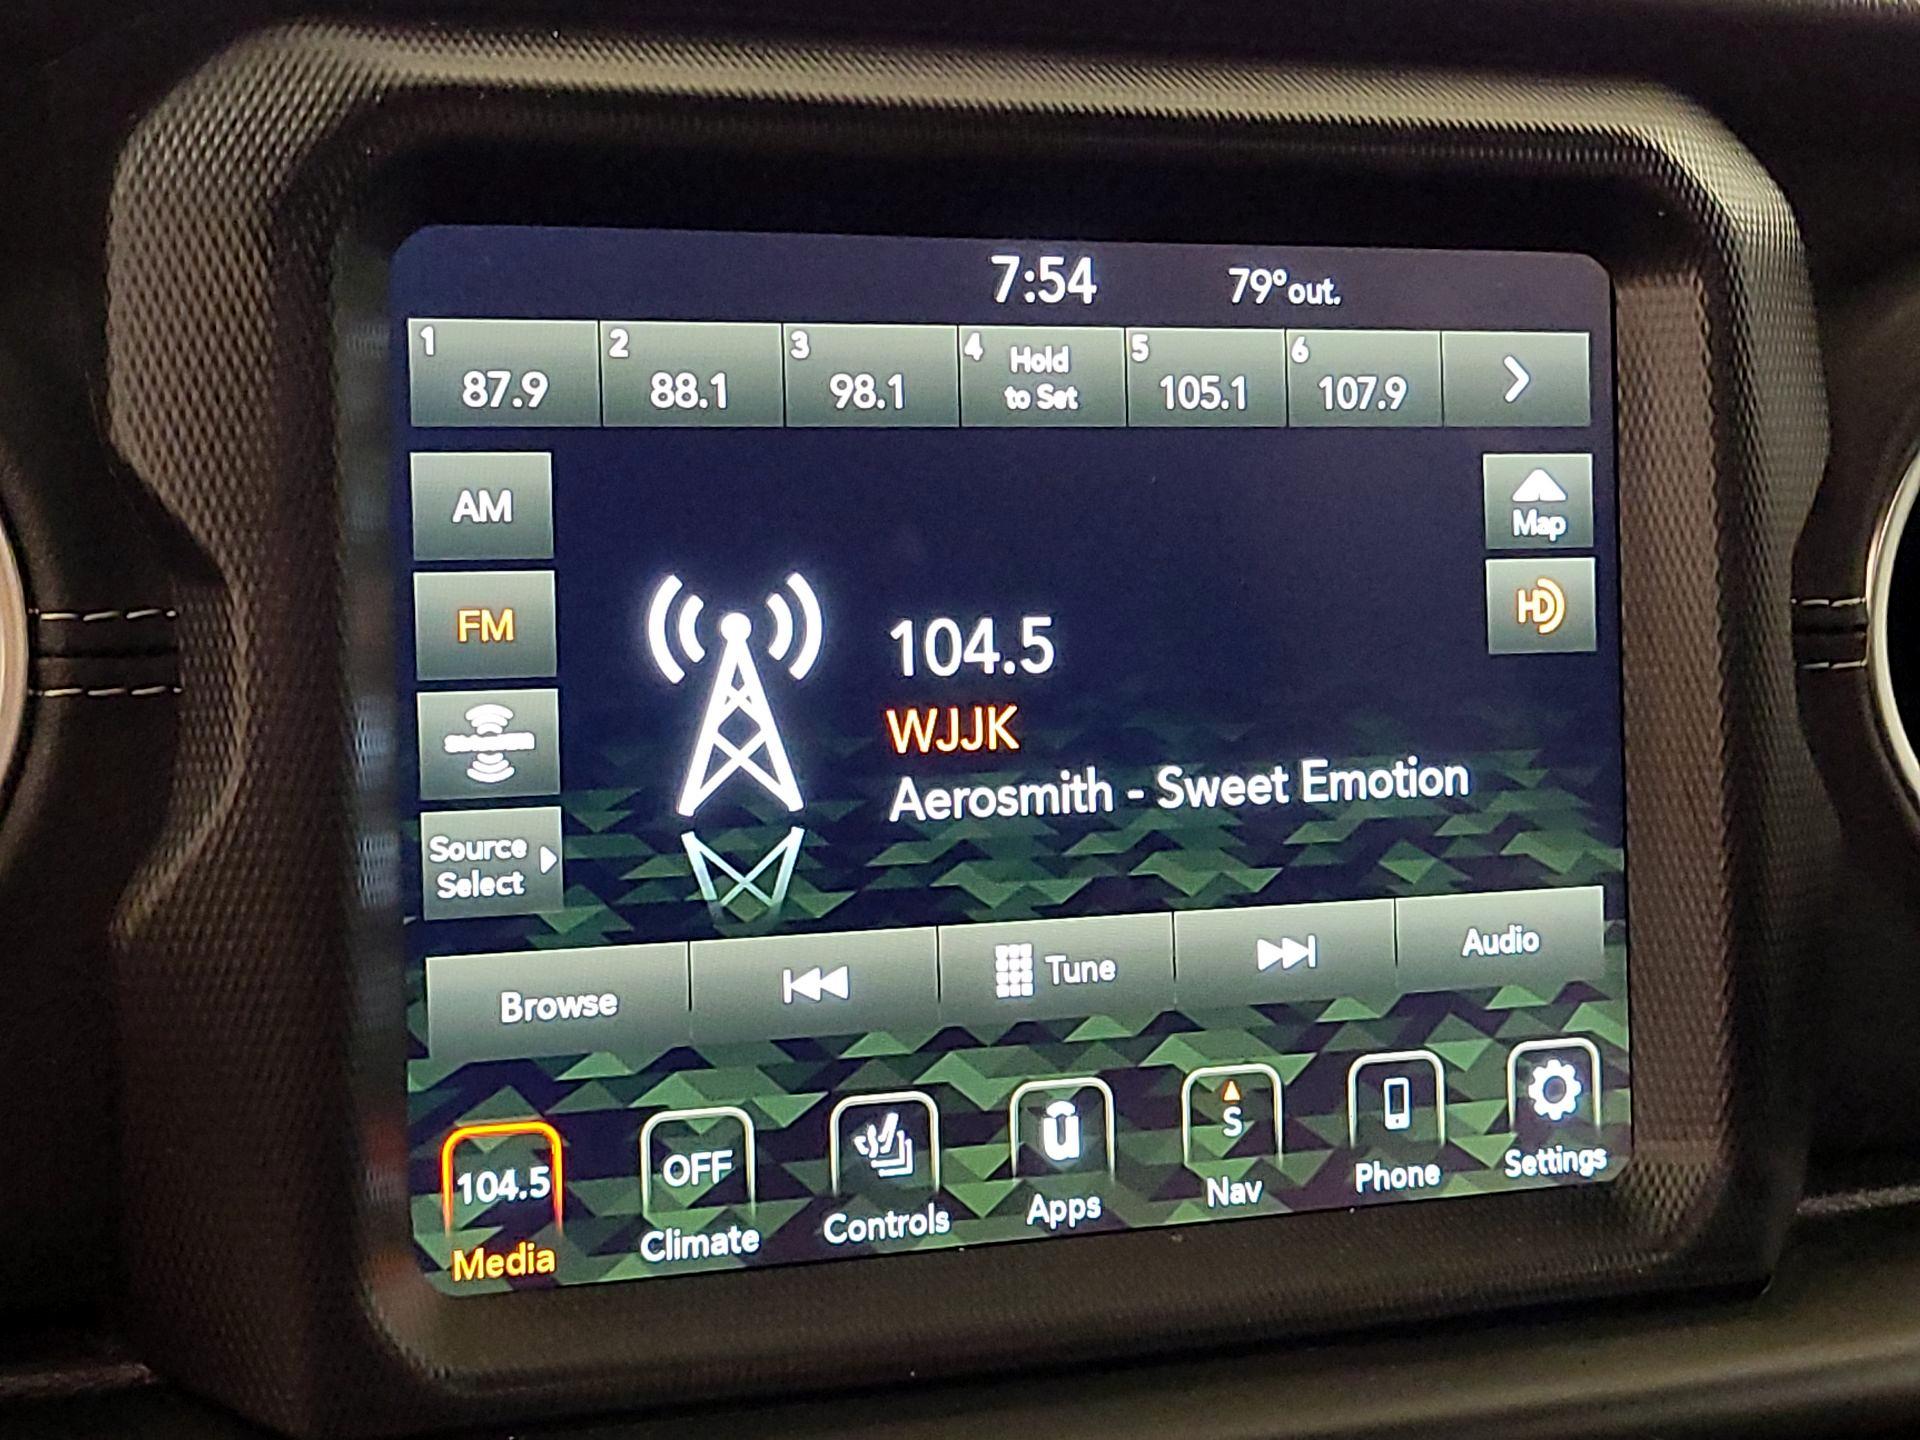 7:54 79°out.
1 87.9
2 88.1
3 98.1
4 Hold to Set
5 105.1
6 107.9
AM
Map
FM
HD
104.5
WJJK
Aerosmith - Sweet Emotion
Source
Select
Browse
Tune
Audio
104.5
Media
OFF
Climate
Controls
u
Apps
S
Nav
Phone
Settings